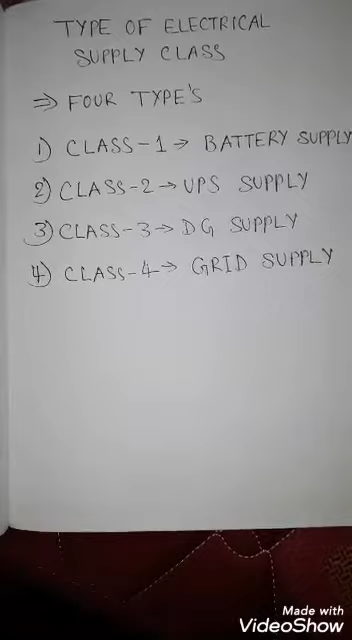 TYPE OF ELECTRICAL
SUPPLY CLASS
⇒ FOUR TYPE'S
1) CLASS-1→ BATTERY SUPPLY
2) CLASS-2→UPS SUPPLY
3) CLASS-3→DG SUPPLY
4) CLASS-4→ GRID SUPPLY
Made with
VideoShow